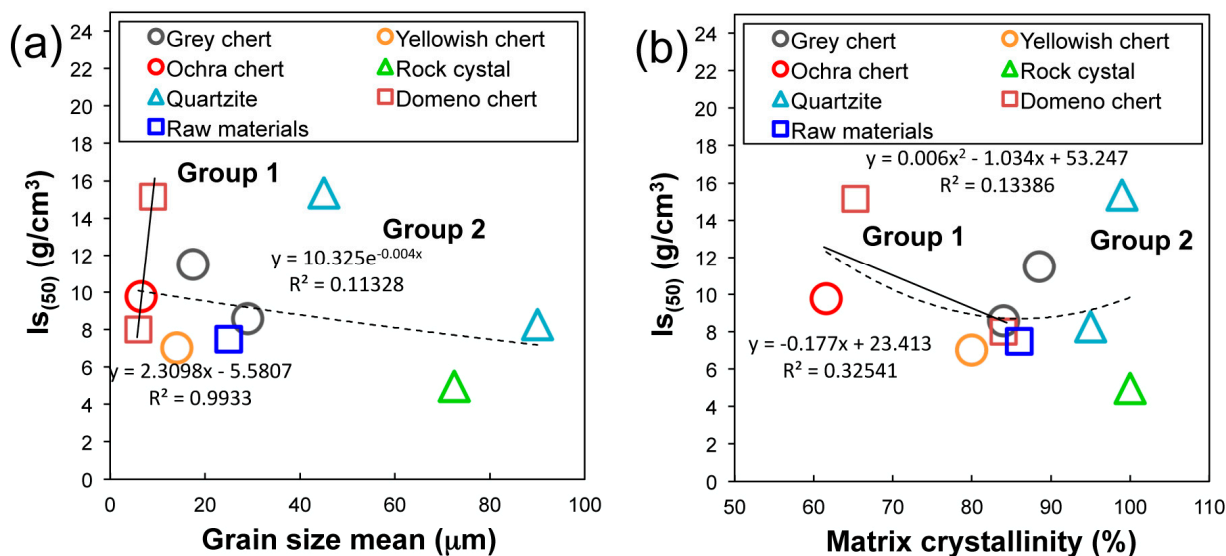 (a)
Is(50) (g/cm³)
24
22
20
18
16
14
12
10
8
6
4
2
0
Grey chert Yellowish chert
Ochra chert Rock cystal
Quartzite Domeno chert
Raw materials
Group 1
Group 2
y = 10.325e^-0.004x
R² = 0.11328
y = 2.3098x - 5.5807
R² = 0.9933
0 20 40 60 80 100
Grain size mean (μm)
(b)
Is(50) (g/cm³)
24
22
20
18
16
14
12
10
8
6
4
2
0
Grey chert Yellowish chert
Ochra chert Rock cystal
Quartzite Domeno chert
Raw materials
y = 0.006x² - 1.034x + 53.247
R² = 0.13386
Group 1
Group 2
y = -0.177x + 23.413
R² = 0.32541
50 60 70 80 90 100 110
Matrix crystallinity (%)